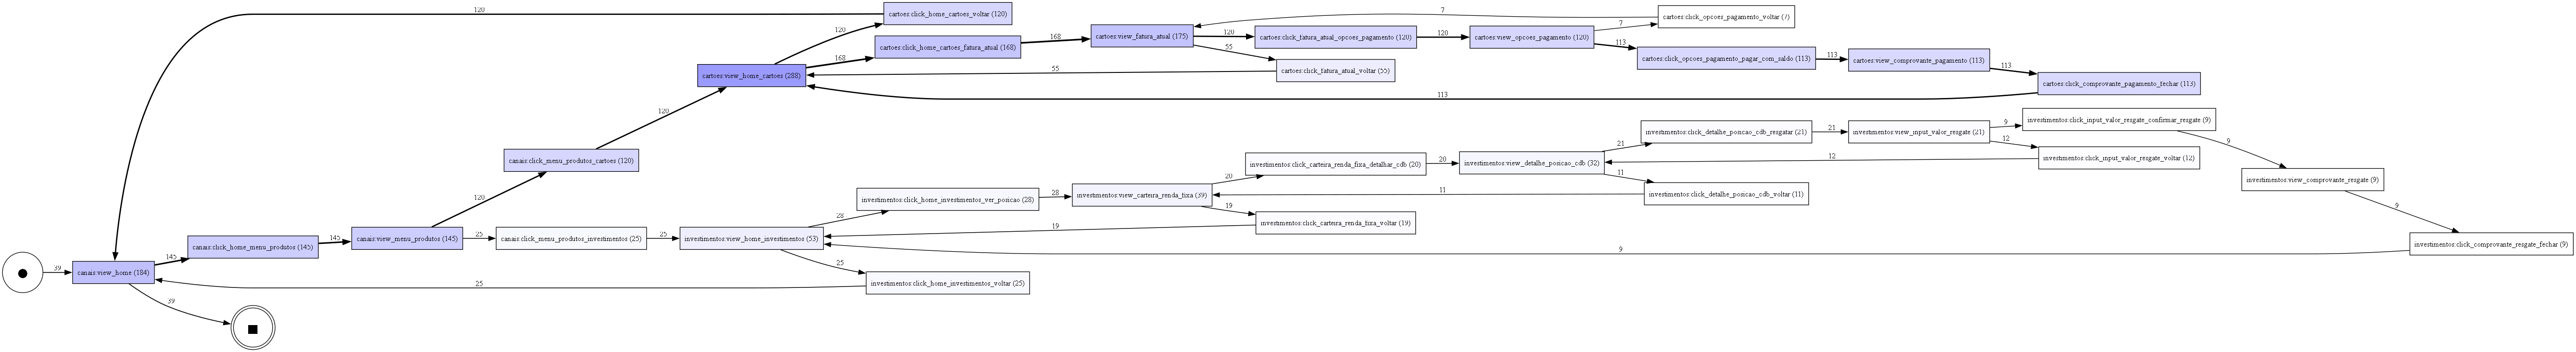 120
cartoes:click_home_cartoes_voltar (120)
7
cartoes:click_opcoes_pagamento_voltar (7)
120
cartoes:click_home_cartoes_fatura_atual (168)
168
cartoes:view_fatura_atual (175)
120
cartoes:click_fatura_atual_opcoes_pagamento (120)
120
cartoes:view_opcoes_pagamento (120)
7
168
55
113
cartoes:click_opcoes_pagamento_pagar_com_saldo (113)
113
cartoes:view_comprovante_pagamento (113)
113
cartoes:view_home_cartoes (288)
55
cartoes:click_fatura_atual_voltar (55)
113
cartoes:click_comprovante_pagamento_fechar (113)
120
canais:click_menu_produtos_cartoes (120)
investimentos:click_detalhe_posicao_cdb_resgatar (21)
21
investimentos:view_input_valor_resgate (21)
9
investimentos:click_input_valor_resgate_confirmar_resgate (9)
21
12
9
investimentos:click_carteira_renda_fixa_detalhar_cdb (20)
20
investimentos:view_detalhe_posicao_cdb (32)
12
investimentos:click_input_valor_resgate_voltar (12)
20
11
investimentos:view_comprovante_resgate (9)
120
28
investimentos:click_home_investimentos_ver_posicao (28)
28
investimentos:view_carteira_renda_fixa (39)
11
investimentos:click_detalhe_posicao_cdb_voltar (11)
19
9
145
canais:click_home_menu_produtos (145)
145
canais:view_menu_produtos (145)
25
canais:click_menu_produtos_investimentos (25)
25
investimentos:view_home_investimentos (53)
19
investimentos:click_carteira_renda_fixa_voltar (19)
9
investimentos:click_comprovante_resgate_fechar (9)
39
canais:view_home (184)
25
25
investimentos:click_home_investimentos_voltar (25)
39